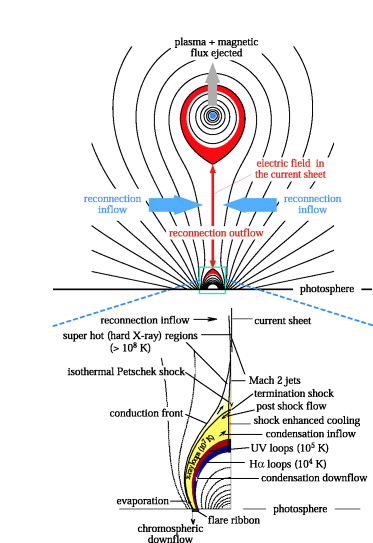 plasma + magnetic
flux ejected
electric field in
the current sheet
reconnection
inflow
reconnection
inflow
reconnection outflow
photosphere
reconnection inflow
current sheet
super hot (hard X-ray) regions
(> 10⁸ K)
isothermal Petschek shock
Mach 2 jets
termination shock
post shock flow
conduction front
shock enhanced cooling
condensation inflow
X-ray loops (10⁷ K)
UV loops (10⁵ K)
Hα loops (10⁴ K)
condensation downflow
evaporation
photosphere
flare ribbon
chromospheric
downflow